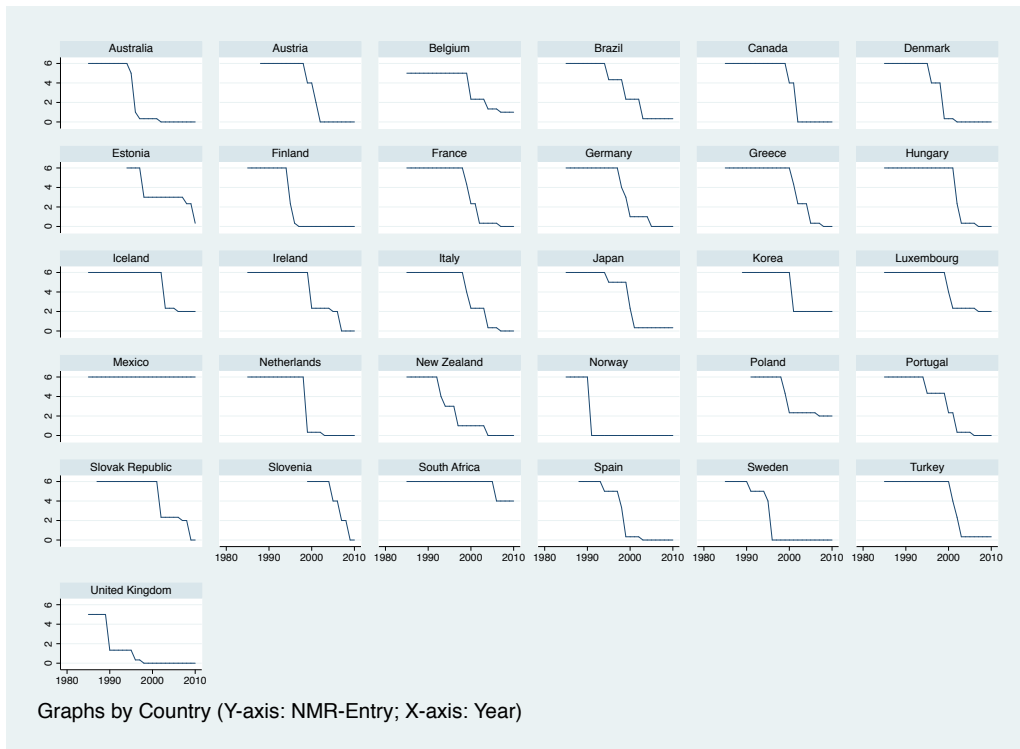 Australia Austria Belgium Brazil Canada Denmark
0 2 4 6
Estonia Finland France Germany Greece Hungary
0 2 4 6
Iceland Ireland Italy Japan Korea Luxembourg
0 2 4 6
Mexico Netherlands New Zealand Norway Poland Portugal
0 2 4 6
Slovak Republic Slovenia South Africa Spain Sweden Turkey
0 2 4 6
1980 1990 2000 2010 1980 1990 2000 2010 1980 1990 2000 2010 1980 1990 2000 2010 1980 1990 2000 2010
United Kingdom
0 2 4 6
1980 1990 2000 2010
Graphs by Country (Y-axis: NMR-Entry; X-axis: Year)